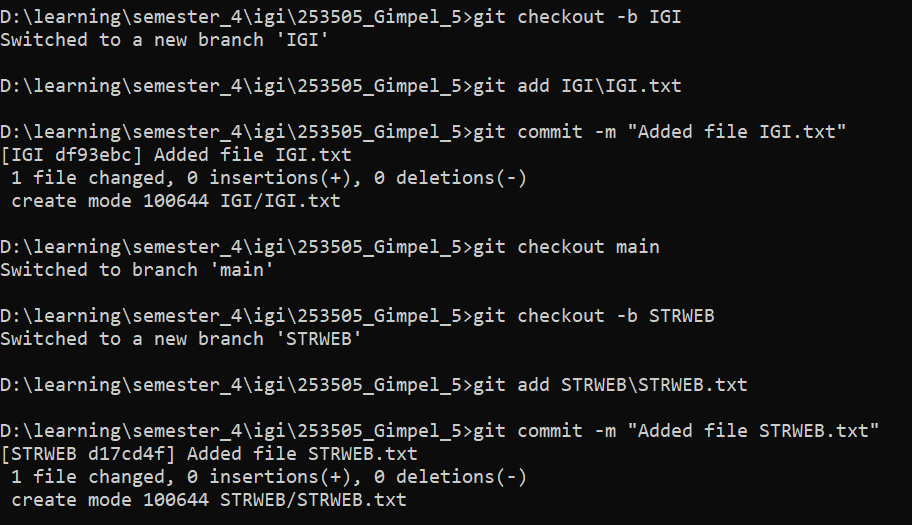 D:\learning\semester_4\igi\253505_Gimpel_5>git checkout -b IGI
Switched to a new branch 'IGI'
D:\learning\semester_4\igi\253505_Gimpel_5>git add IGI\IGI.txt
D:\learning\semester_4\igi\253505_Gimpel_5>git commit -m "Added file IGI.txt"
[IGI df93ebc] Added file IGI.txt
 1 file changed, 0 insertions(+), 0 deletions(-)
 create mode 100644 IGI/IGI.txt
D:\learning\semester_4\igi\253505_Gimpel_5>git checkout main
Switched to branch 'main'
D:\learning\semester_4\igi\253505_Gimpel_5>git checkout -b STRWEB
Switched to a new branch 'STRWEB'
D:\learning\semester_4\igi\253505_Gimpel_5>git add STRWEB\STRWEB.txt
D:\learning\semester_4\igi\253505_Gimpel_5>git commit -m "Added file STRWEB.txt"
[STRWEB d17cd4f] Added file STRWEB.txt
 1 file changed, 0 insertions(+), 0 deletions(-)
 create mode 100644 STRWEB/STRWEB.txt